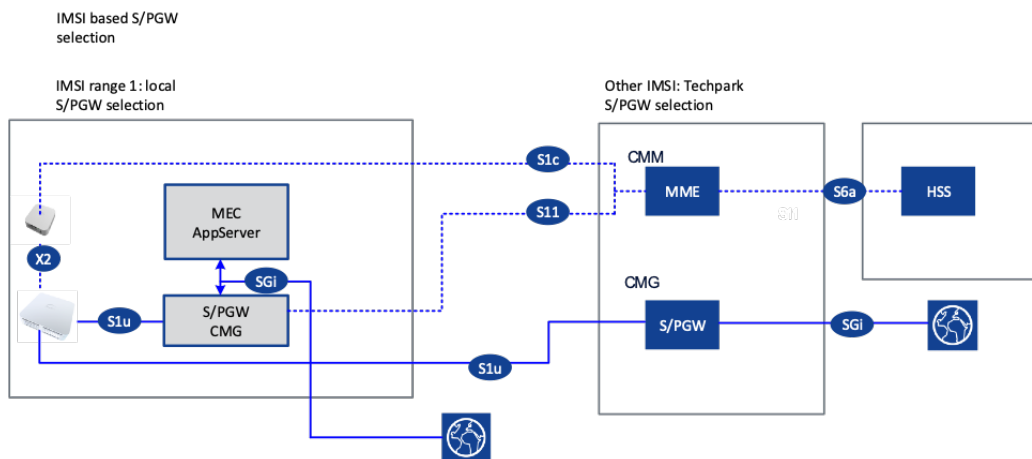 IMSI based S/PGW
selection
IMSI range 1: local
S/PGW selection
Other IMSI: Techpark
S/PGW selection
S1c
CMM
MME
S6a
HSS
MEC
AppServer
S11
X2
SGi
CMG
S/PGW
CMG
S1u
S/PGW
SGi
S1u